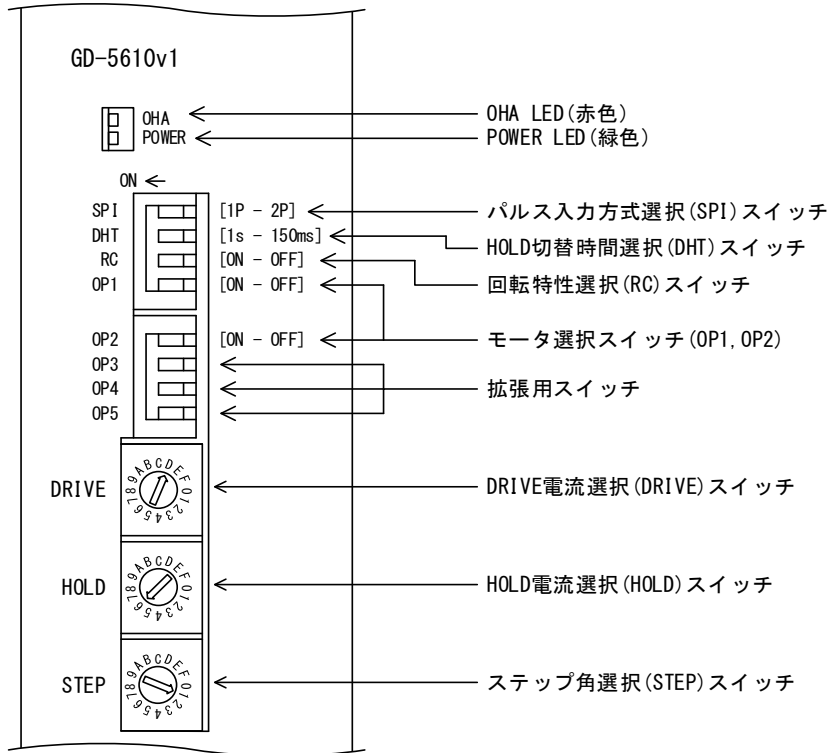 GD-5610v1
OHA OHA LED(赤色)
POWER POWER LED(緑色)
ON
SPI [1P - 2P] パルス入力方式選択(SPI)スイッチ
DHT [1s - 150ms] HOLD切替時間選択(DHT)スイッチ
RC [ON - OFF] 回転特性選択(RC)スイッチ
OP1 [ON - OFF]
OP2 [ON - OFF] モータ選択スイッチ(OP1,OP2)
OP3
OP4 拡張用スイッチ
OP5
DRIVE 0123456789ABCDEF DRIVE電流選択(DRIVE)スイッチ
HOLD 0123456789ABCDEF HOLD電流選択(HOLD)スイッチ
STEP 0123456789ABCDEF ステップ角選択(STEP)スイッチ